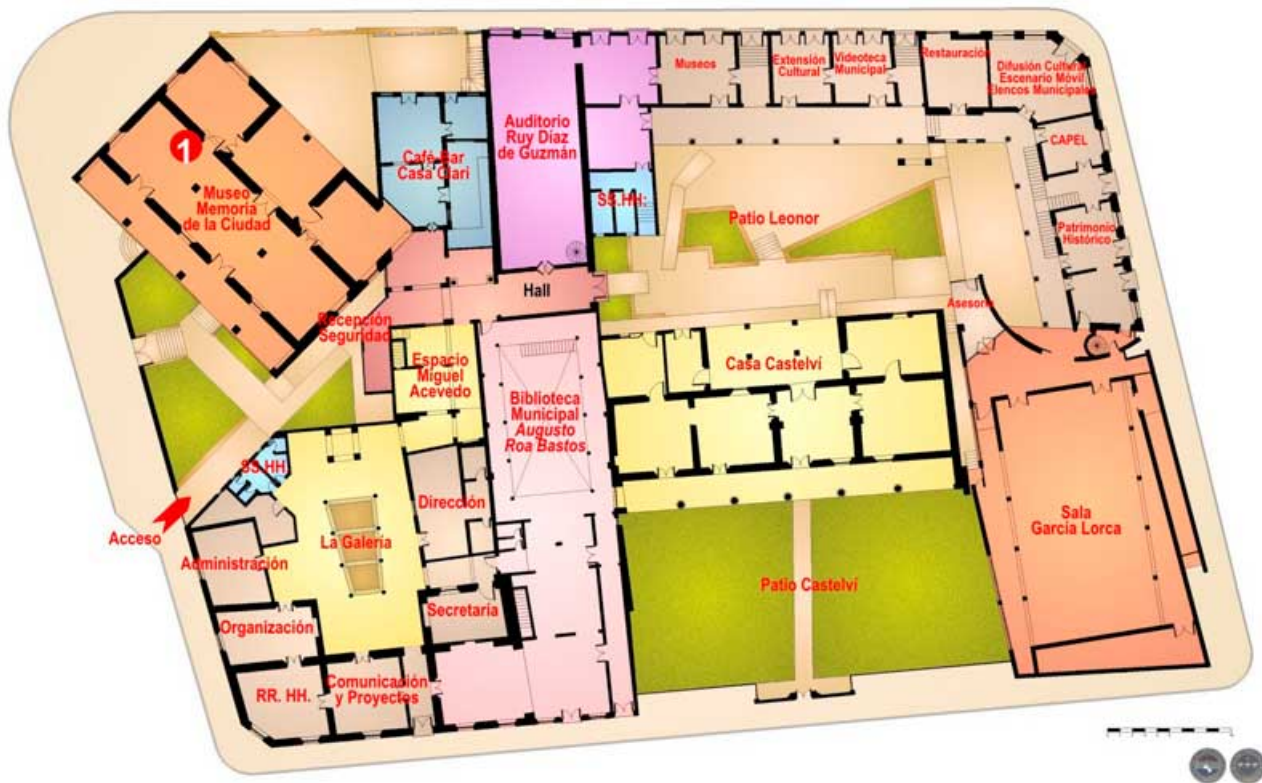 Museos
Extensión
Cultural
Videoteca
Municipal
Restauración
Difusión Cultural
Escenario Móvil
Elencos Municipales
Auditorio
Ruy Díaz
de Guzmán
CAPEL
1
Museo
Memoria
de la Ciudad
Café-Bar
Casa Clari
SS.HH.
Patio Leonor
Patrimonio
Histórico
Hall
Asesoría
Recepción
Seguridad
Espacio
Miguel
Acevedo
Casa Castelví
Biblioteca
Municipal
Augusto
Roa Bastos
SS.HH.
Dirección
Sala
García Lorca
Acceso
La Galería
Administración
Patio Castelví
Secretaría
Organización
RR. HH.
Comunicación
y Proyectos